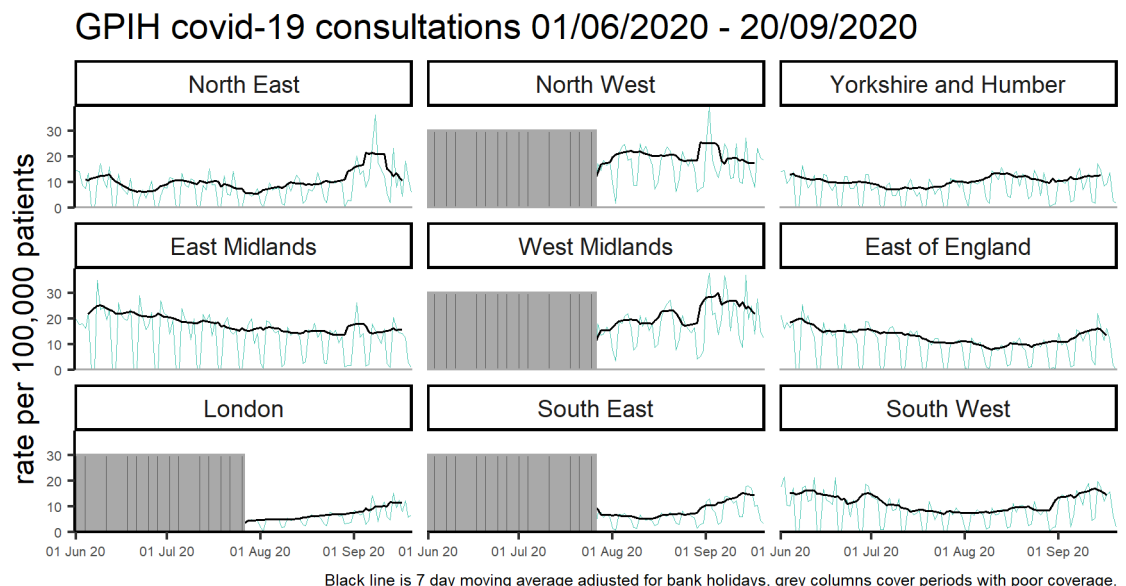 GPIH covid-19 consultations 01/06/2020 - 20/09/2020
North East
North West
Yorkshire and Humber
30
20
10
0
East Midlands
West Midlands
East of England
30
20
10
0
London
South East
South West
30
20
10
0
rate per 100,000 patients
01 Jun 20
01 Jul 20
01 Aug 20
01 Sep 20
01 Jun 20
01 Jul 20
01 Aug 20
01 Sep 20
01 Jun 20
01 Jul 20
01 Aug 20
01 Sep 20
Black line is 7 day moving average adjusted for bank holidays, grey columns cover periods with poor coverage.